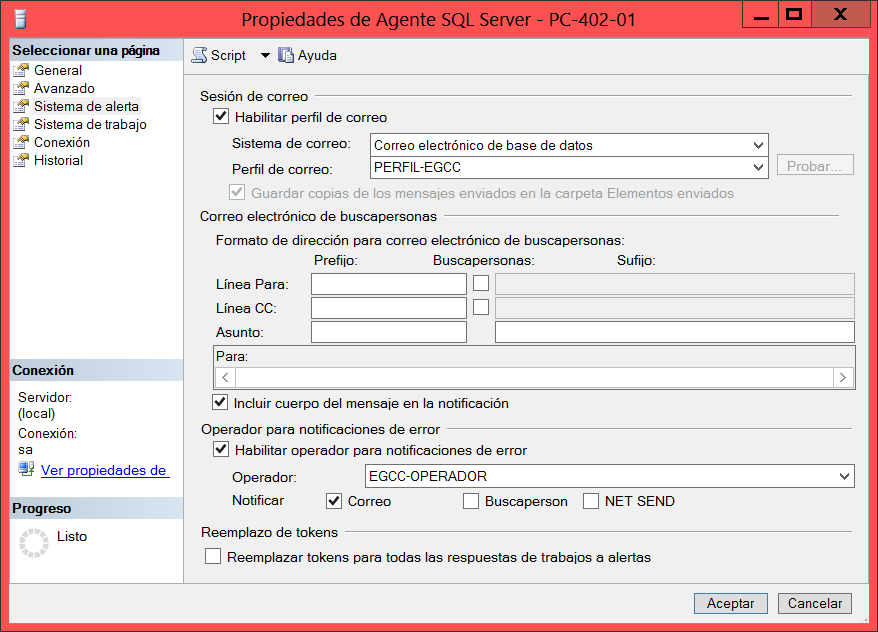 Propiedades de Agente SQL Server - PC-402-01
Seleccionar una página
General
Avanzado
Sistema de alerta
Sistema de trabajo
Conexión
Historial
Conexión
Servidor:
(local)
Conexión:
sa
Ver propiedades de
Progreso
Listo
Script
Ayuda
Sesión de correo
Habilitar perfil de correo
Sistema de correo: Correo electrónico de base de datos
Perfil de correo: PERFIL-EGCC Probar...
Guardar copias de los mensajes enviados en la carpeta Elementos enviados
Correo electrónico de buscapersonas
Formato de dirección para correo electrónico de buscapersonas:
Prefijo: Buscapersonas: Sufijo:
Línea Para:
Línea CC:
Asunto:
Para:
Incluir cuerpo del mensaje en la notificación
Operador para notificaciones de error
Habilitar operador para notificaciones de error
Operador: EGCC-OPERADOR
Notificar Correo Buscaperson NET SEND
Reemplazo de tokens
Reemplazar tokens para todas las respuestas de trabajos a alertas
Aceptar Cancelar